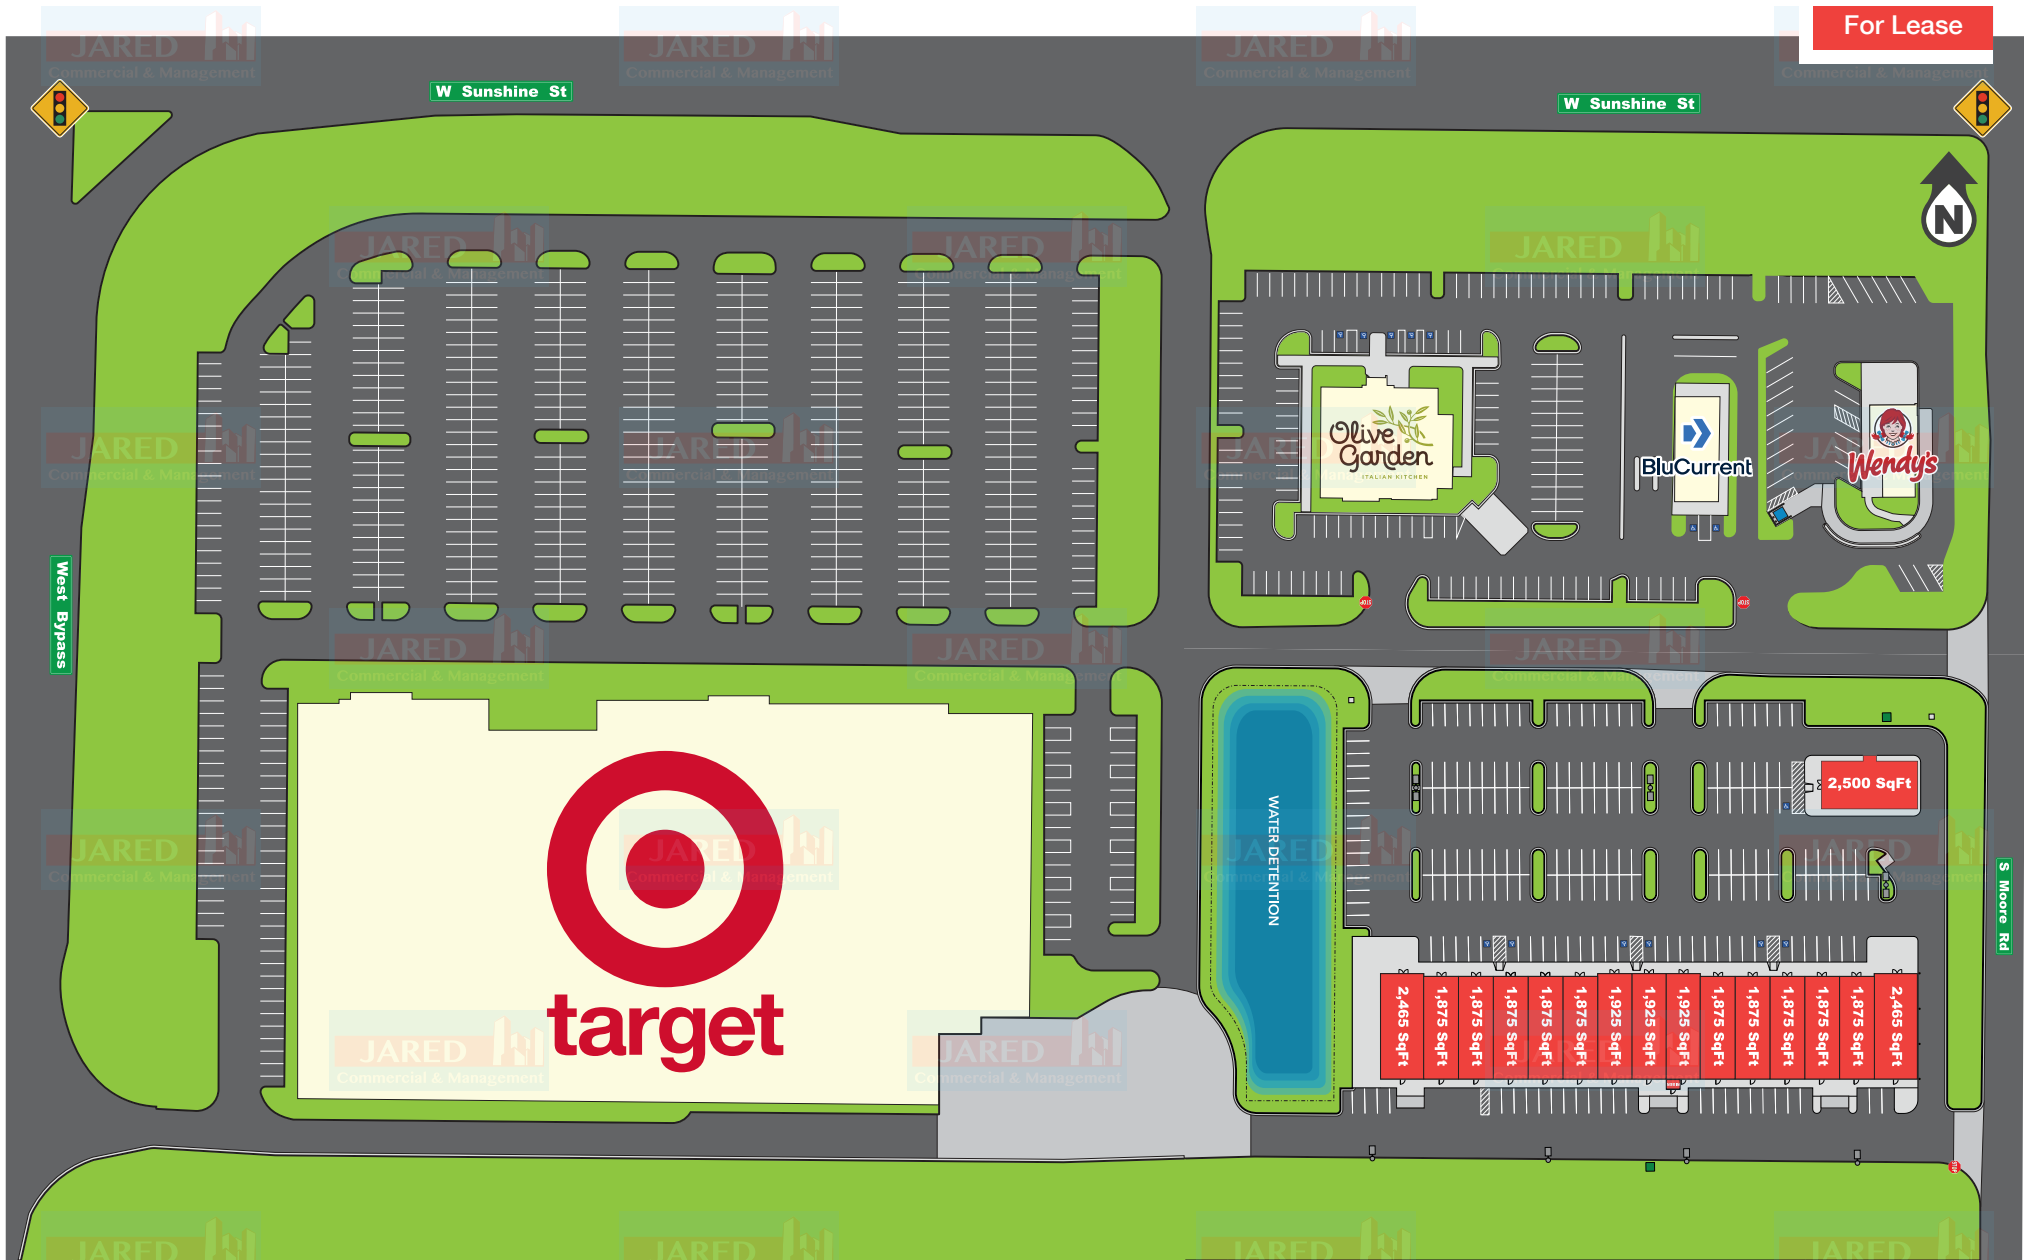 For Lease
W Sunshine St
W Sunshine St
N
JARED
Commercial & Management
Olive
Garden
ITALIAN KITCHEN
BluCurrent
Wendy's
West Bypass
STOP
STOP
WATER DETENTION
2,500 SqFt
S Moore Rd
target
2,465 SqFt
1,875 SqFt
1,875 SqFt
1,875 SqFt
1,875 SqFt
1,875 SqFt
1,925 SqFt
1,925 SqFt
1,925 SqFt
1,875 SqFt
1,875 SqFt
1,875 SqFt
1,875 SqFt
1,875 SqFt
2,465 SqFt
STOP